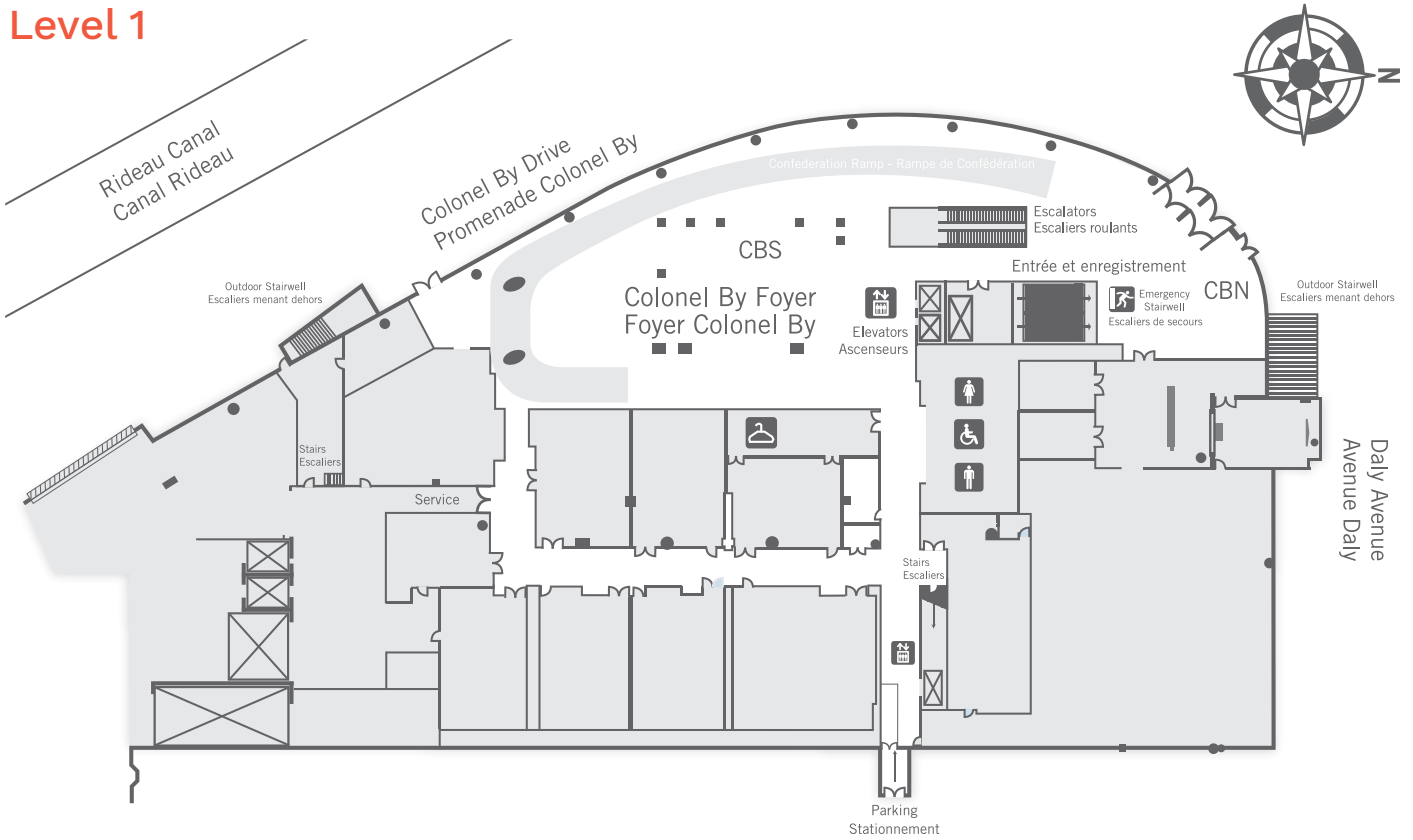 Level 1
N
Rideau Canal
Canal Rideau
Colonel By Drive
Promenade Colonel By
Confederation Ramp - Rampe de Confédération
Escalators
Escaliers roulants
CBS
Entrée et enregistrement
Outdoor Stairwell
Escaliers menant dehors
Colonel By Foyer
Foyer Colonel By
Elevators
Ascenseurs
Emergency
Stairwell
Escaliers de secours
CBN
Outdoor Stairwell
Escaliers menant dehors
Stairs
Escaliers
Service
Daly Avenue
Avenue Daly
Stairs
Escaliers
Parking
Stationnement